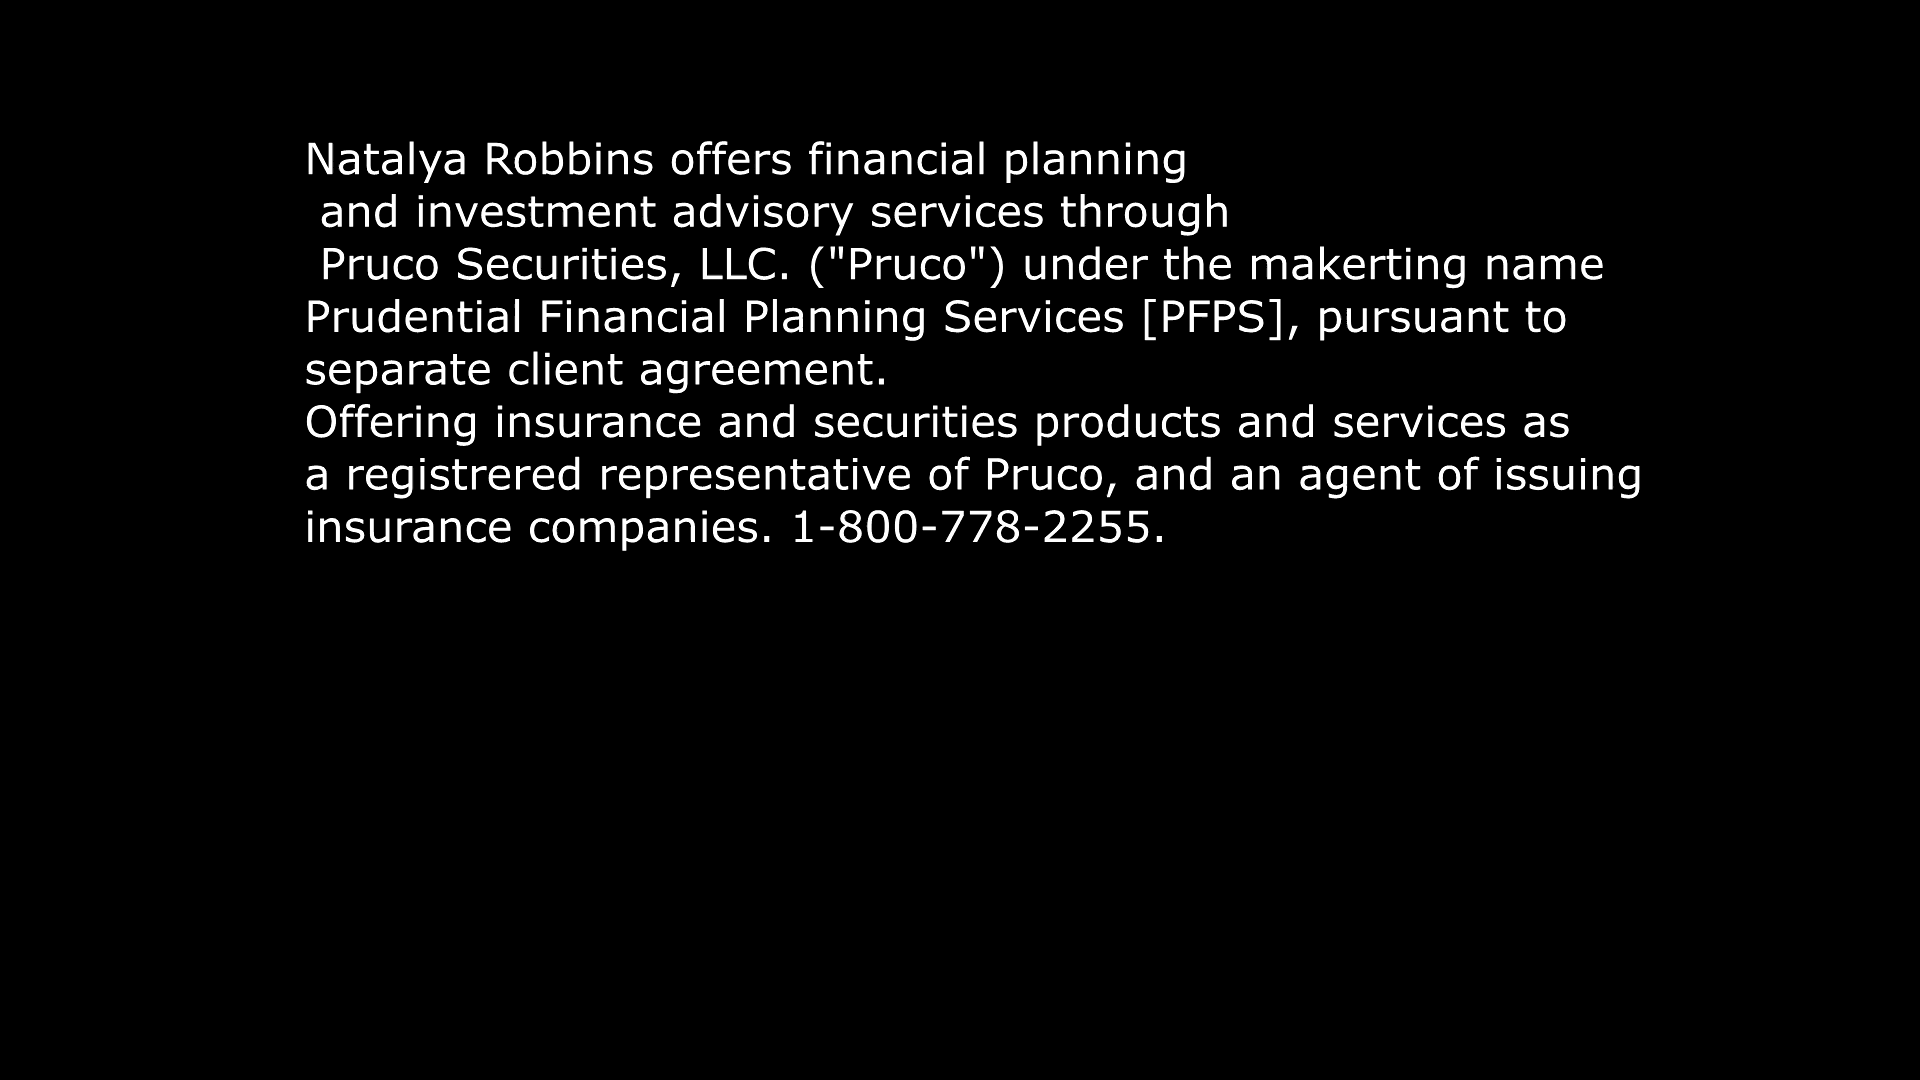 Natalya Robbins offers financial planning
and investment advisory services through
Pruco Securities, LLC. ("Pruco") under the makerting name
Prudential Financial Planning Services [PFPS], pursuant to
separate client agreement.
Offering insurance and securities products and services as
a registrered representative of Pruco, and an agent of issuing
insurance companies. 1-800-778-2255.